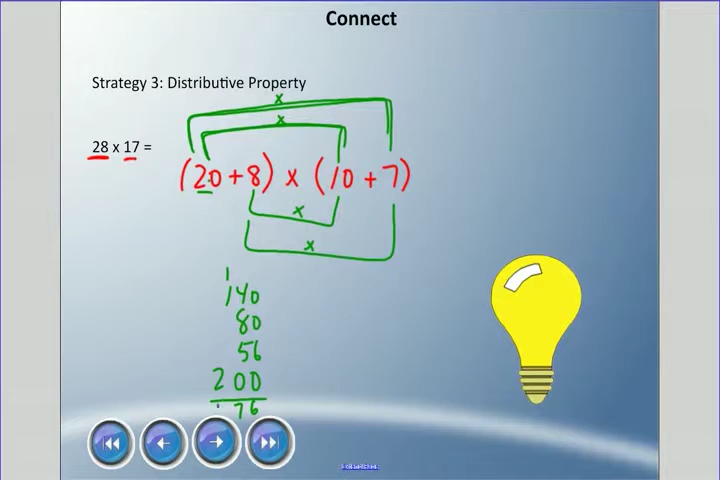 Connect
Strategy 3: Distributive Property
28 x 17 =
(20 + 8) x (10 + 7)
x
x
x
x
1
140
80
56
200
76